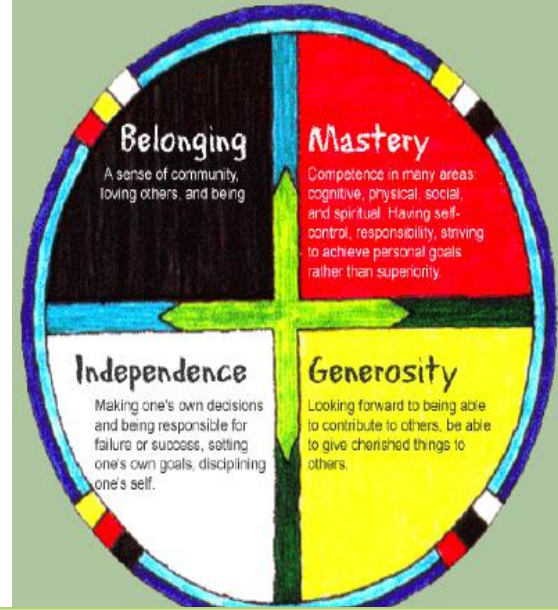 Belonging
A sense of community,
loving others, and being
Mastery
Competence in many areas:
cognitive, physical, social,
and spiritual. Having self-
control, responsibility, striving
to achieve personal goals
rather than superiority.
Independence
Making one's own decisions
and being responsible for
failure or success, setting
one's own goals, disciplining
one's self.
Generosity
Looking forward to being able
to contribute to others, be able
to give cherished things to
others.